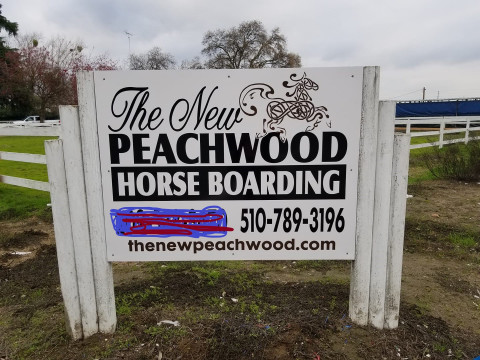 The New
PEACHWOOD
HORSE BOARDING
510-789-3196
thenewpeachwood.com